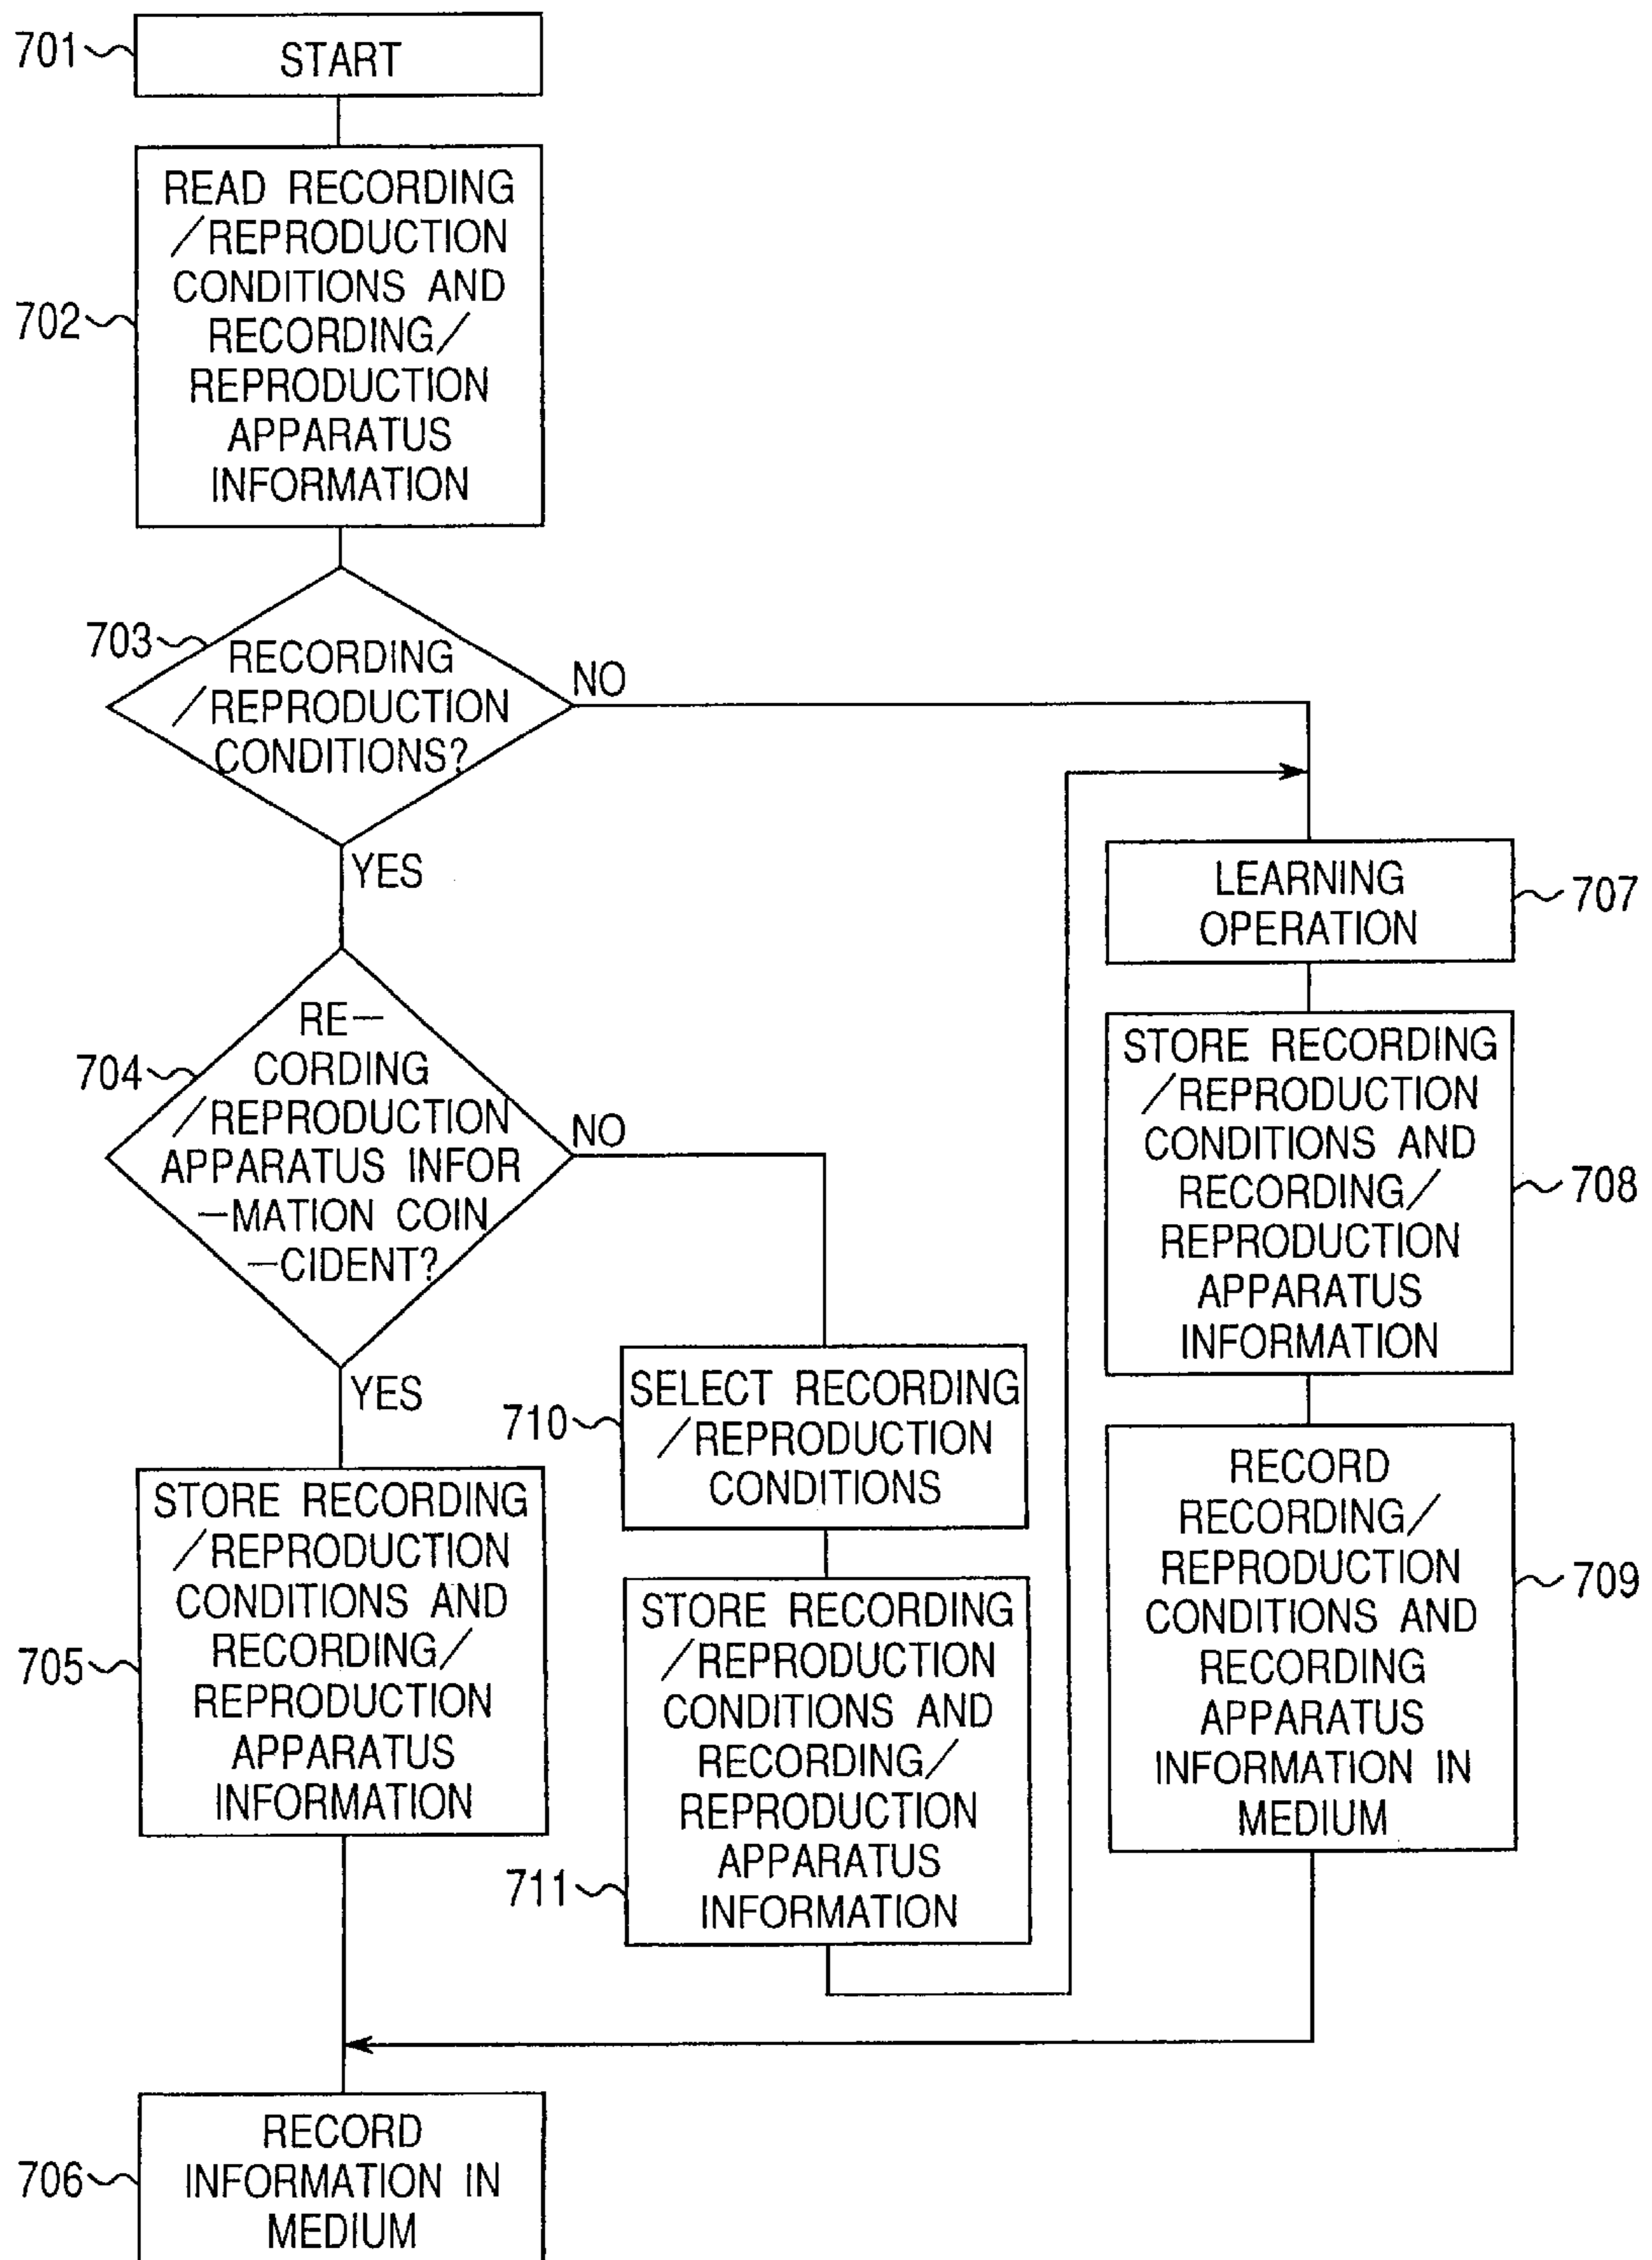 701
START
702
READ RECORDING
/REPRODUCTION
CONDITIONS AND
RECORDING/
REPRODUCTION
APPARATUS
INFORMATION
703
RECORDING
/REPRODUCTION
CONDITIONS?
NO
YES
704
RE-
CORDING
/REPRODUCTION
APPARATUS INFOR
-MATION COIN
-CIDENT?
NO
YES
705
STORE RECORDING
/REPRODUCTION
CONDITIONS AND
RECORDING/
REPRODUCTION
APPARATUS
INFORMATION
710
SELECT RECORDING
/REPRODUCTION
CONDITIONS
711
STORE RECORDING
/REPRODUCTION
CONDITIONS AND
RECORDING/
REPRODUCTION
APPARATUS
INFORMATION
LEARNING
OPERATION
707
STORE RECORDING
/REPRODUCTION
CONDITIONS AND
RECORDING/
REPRODUCTION
APPARATUS
INFORMATION
708
RECORD
RECORDING/
REPRODUCTION
CONDITIONS AND
RECORDING
APPARATUS
INFORMATION IN
MEDIUM
709
706
RECORD
INFORMATION IN
MEDIUM